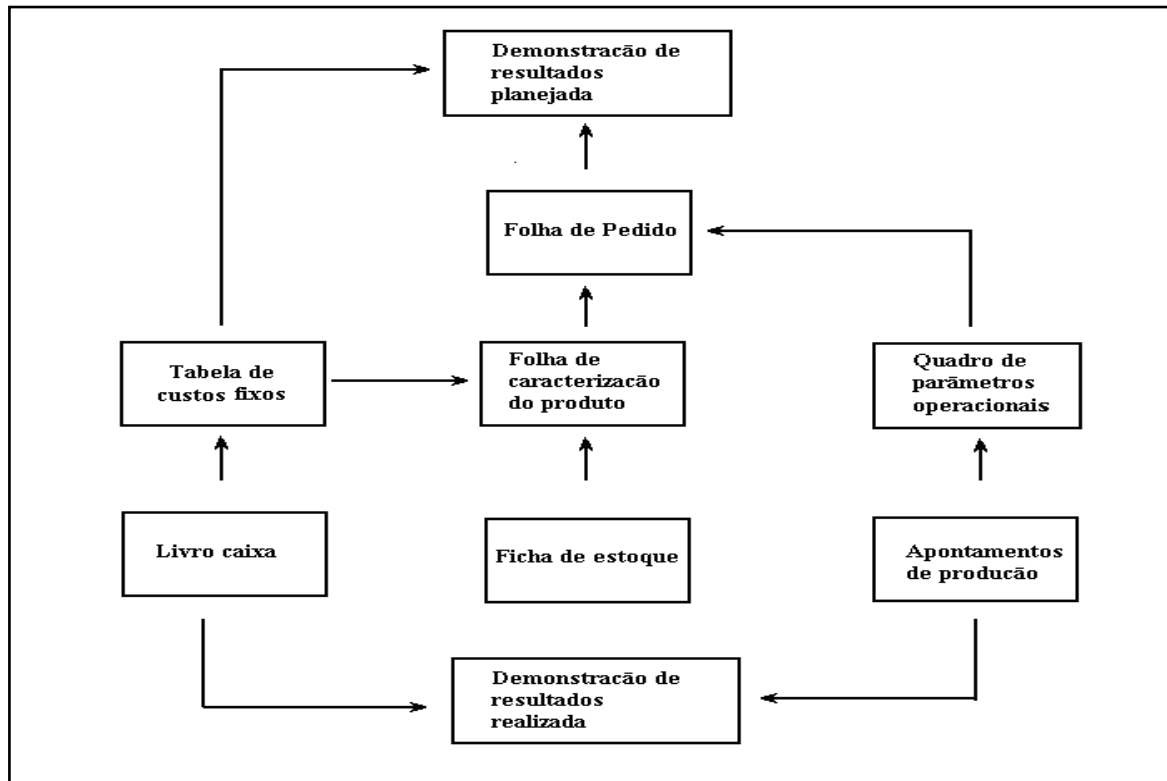 Demonstracão de
resultados
planejada
Folha de Pedido
Tabela de
custos fixos
Folha de
caracterizacão
do produto
Quadro de
parâmetros
operacionais
Livro caixa
Ficha de estoque
Apontamentos
de producão
Demonstracão de
resultados
realizada